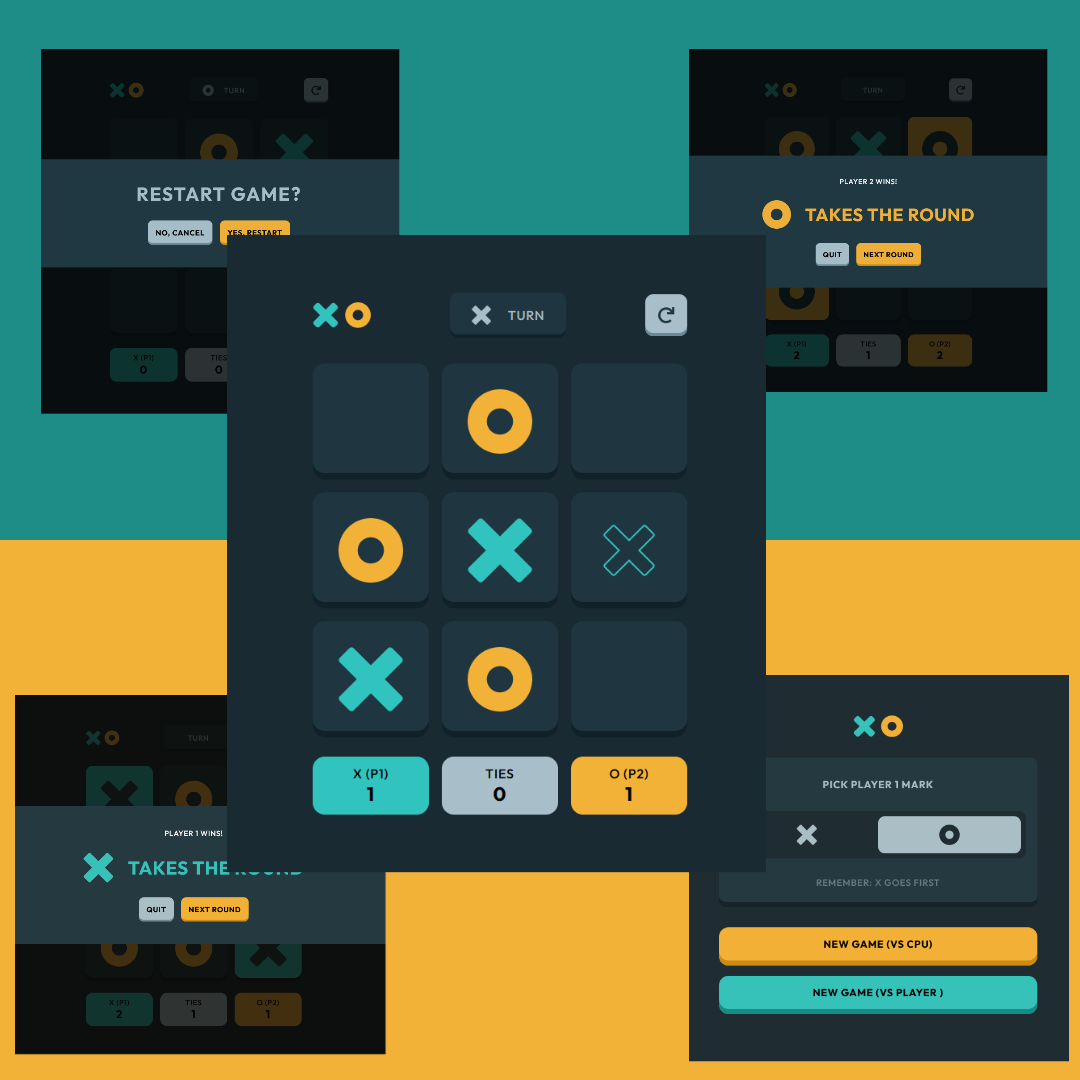 TURN
RESTART GAME?
NO, CANCEL
YES, RESTART
X (P1)
TIES
0
0
TURN
PLAYER 2 WINS!
TAKES THE ROUND
QUIT
NEXT ROUND
X (P1)
TIES
O (P2)
2
1
2
TURN
X (P1)
TIES
O (P2)
1
0
1
TURN
PLAYER 1 WINS!
TAKES THE ROUND
QUIT
NEXT ROUND
X (P1)
TIES
O (P2)
2
1
1
PICK PLAYER 1 MARK
REMEMBER: X GOES FIRST
NEW GAME (VS CPU)
NEW GAME (VS PLAYER )